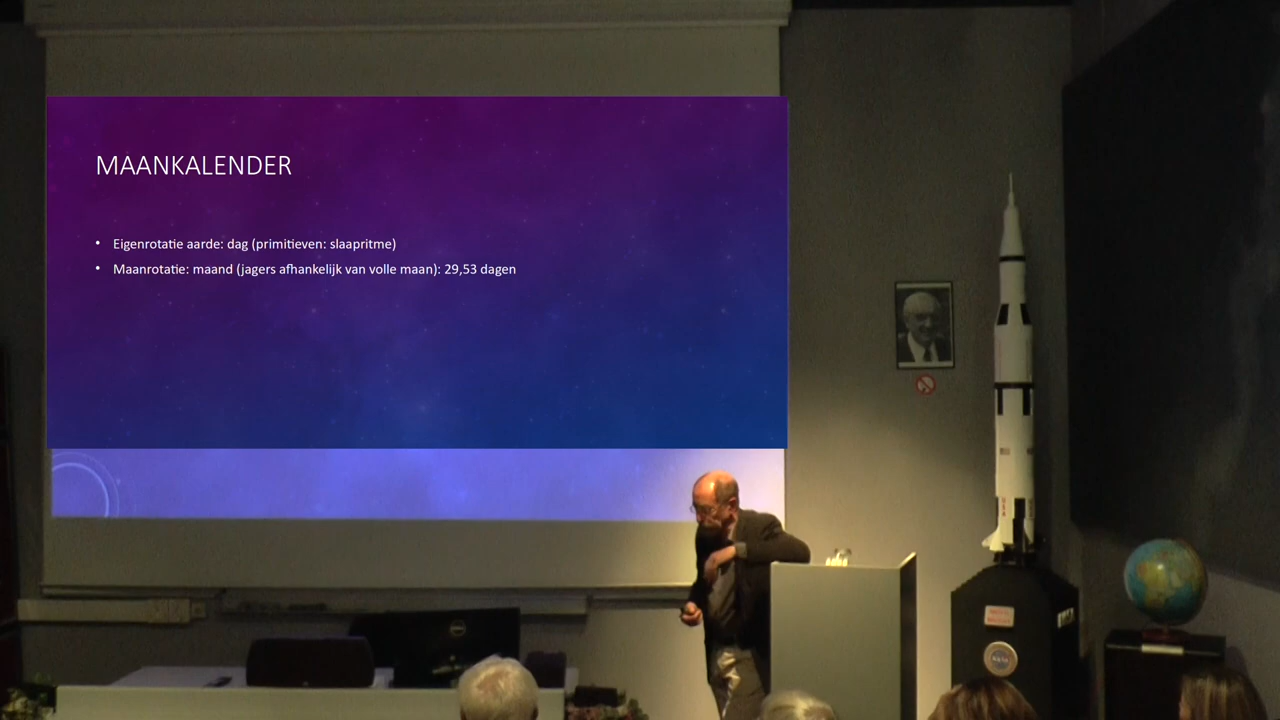 MAANKALENDER
• Eigenrotatie aarde: dag (primitieven: slaapritme)
• Maanrotatie: maand (jagers afhankelijk van volle maan): 29,53 dagen